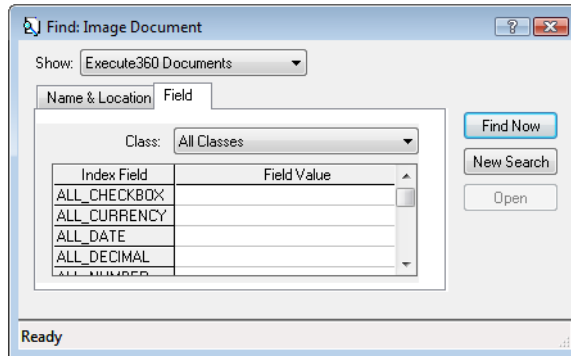 Find: Image Document
Show: Execute360 Documents
Name & Location Field
Find Now
Class: All Classes
New Search
Index Field Field Value
Open
ALL_CHECKBOX
ALL_CURRENCY
ALL_DATE
ALL_DECIMAL
ALL_NUMBER
Ready